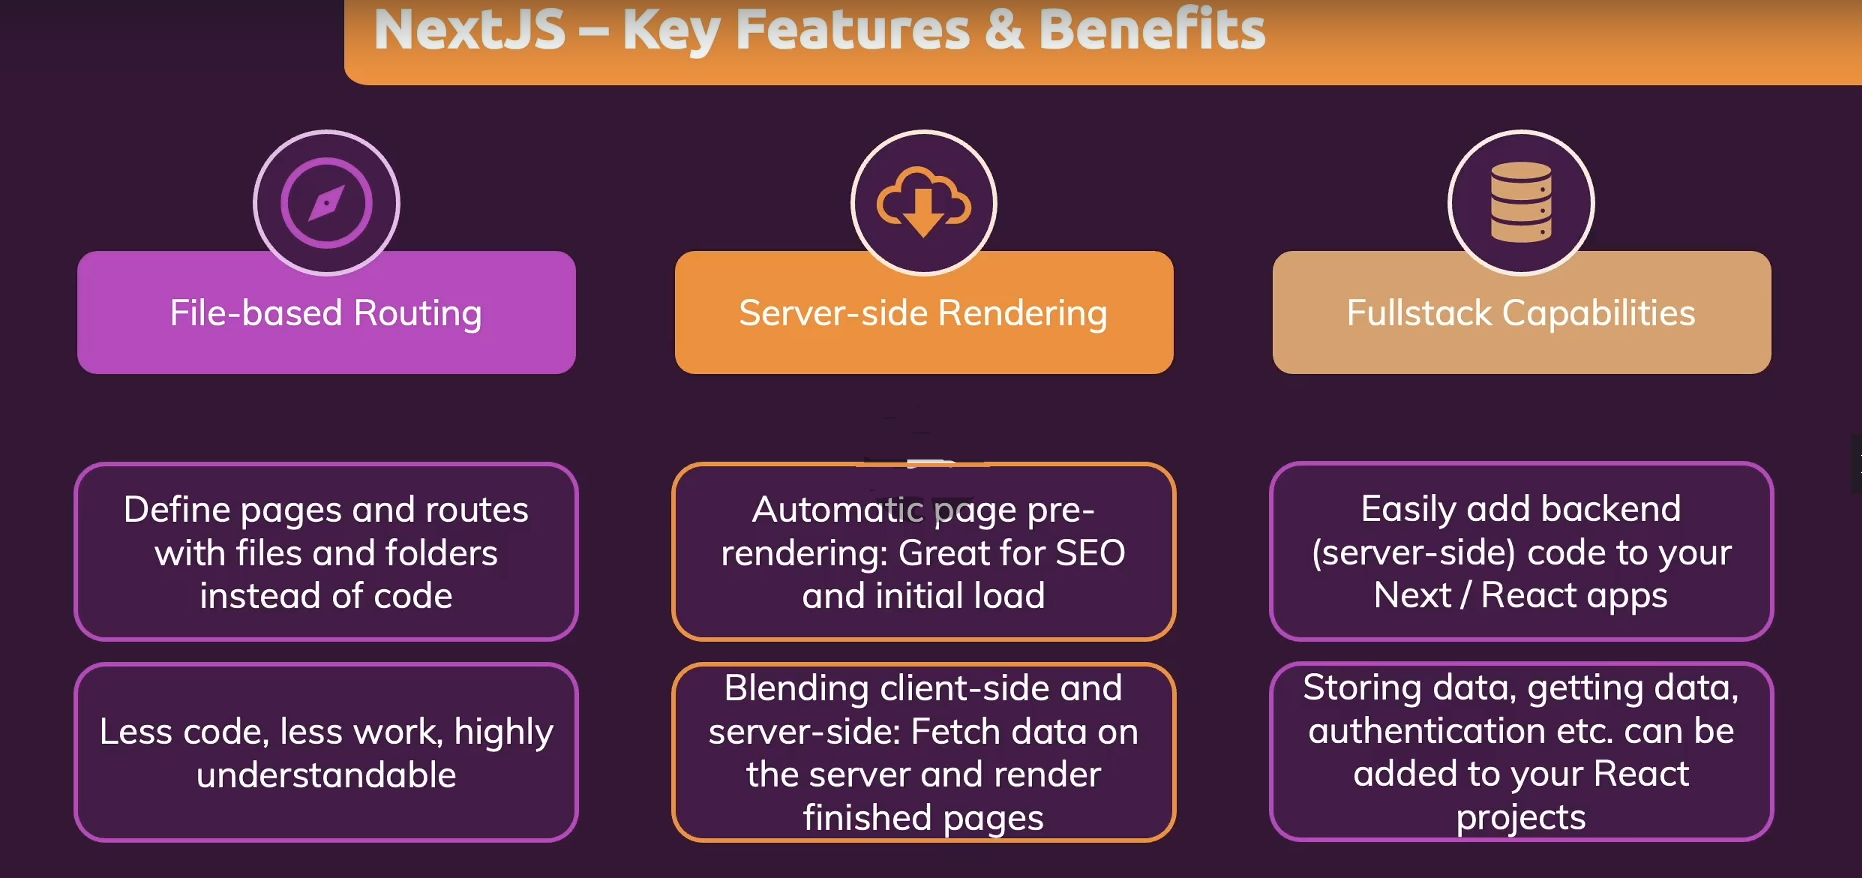 NextJS – Key Features & Benefits
File-based Routing
Server-side Rendering
Fullstack Capabilities
Define pages and routes
with files and folders
instead of code
Automatic page pre-
rendering: Great for SEO
and initial load
Easily add backend
(server-side) code to your
Next / React apps
Less code, less work, highly
understandable
Blending client-side and
server-side: Fetch data on
the server and render
finished pages
Storing data, getting data,
authentication etc. can be
added to your React
projects